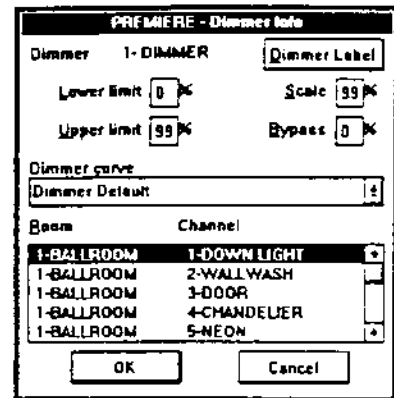 PREMIERE - Dimmer Info
Dimmer 1- DIMMER Dimmer Label
Lower limit 0 % Scale 99 %
Upper limit 99 % Bypass 0 %
Dimmer curve
Dimmer Default
Room Channel
1-BALLROOM 1-DOWN LIGHT
1-BALLROOM 2-WALLWASH
1-BALLROOM 3-DOOR
1-BALLROOM 4-CHANDELIER
1-BALLROOM 5-NEON
OK Cancel